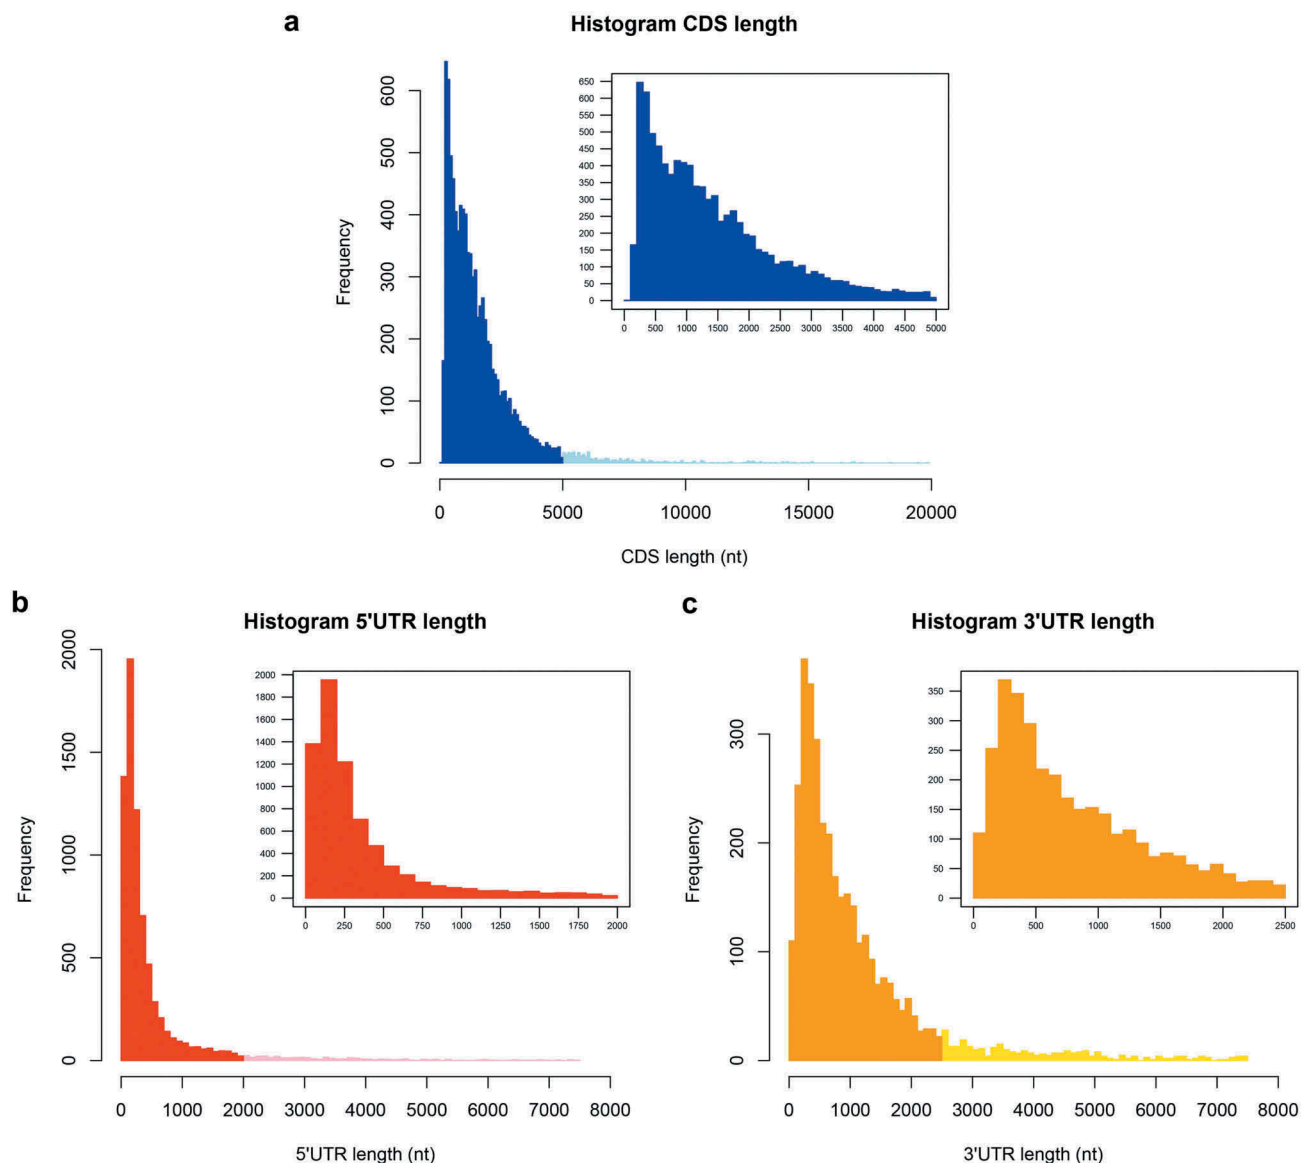 a
Histogram CDS length
600
500
400
300
200
100
0
Frequency
650
600
550
500
450
400
350
300
250
200
150
100
50
0
0 500 1000 1500 2000 2500 3000 3500 4000 4500 5000
0 5000 10000 15000 20000
CDS length (nt)
b
Histogram 5'UTR length
2000
1500
1000
500
0
Frequency
2000
1800
1600
1400
1200
1000
800
600
400
200
0
0 250 500 750 1000 1250 1500 1750 2000
0 1000 2000 3000 4000 5000 6000 7000 8000
5'UTR length (nt)
c
Histogram 3'UTR length
300
200
100
0
Frequency
350
300
250
200
150
100
50
0
0 500 1000 1500 2000 2500
0 1000 2000 3000 4000 5000 6000 7000 8000
3'UTR length (nt)